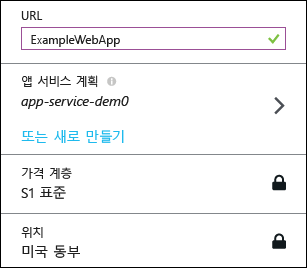 URL
ExampleWebApp
앱 서비스 계획
app-service-dem0
또는 새로 만들기
가격 계층
S1 표준
위치
미국 동부